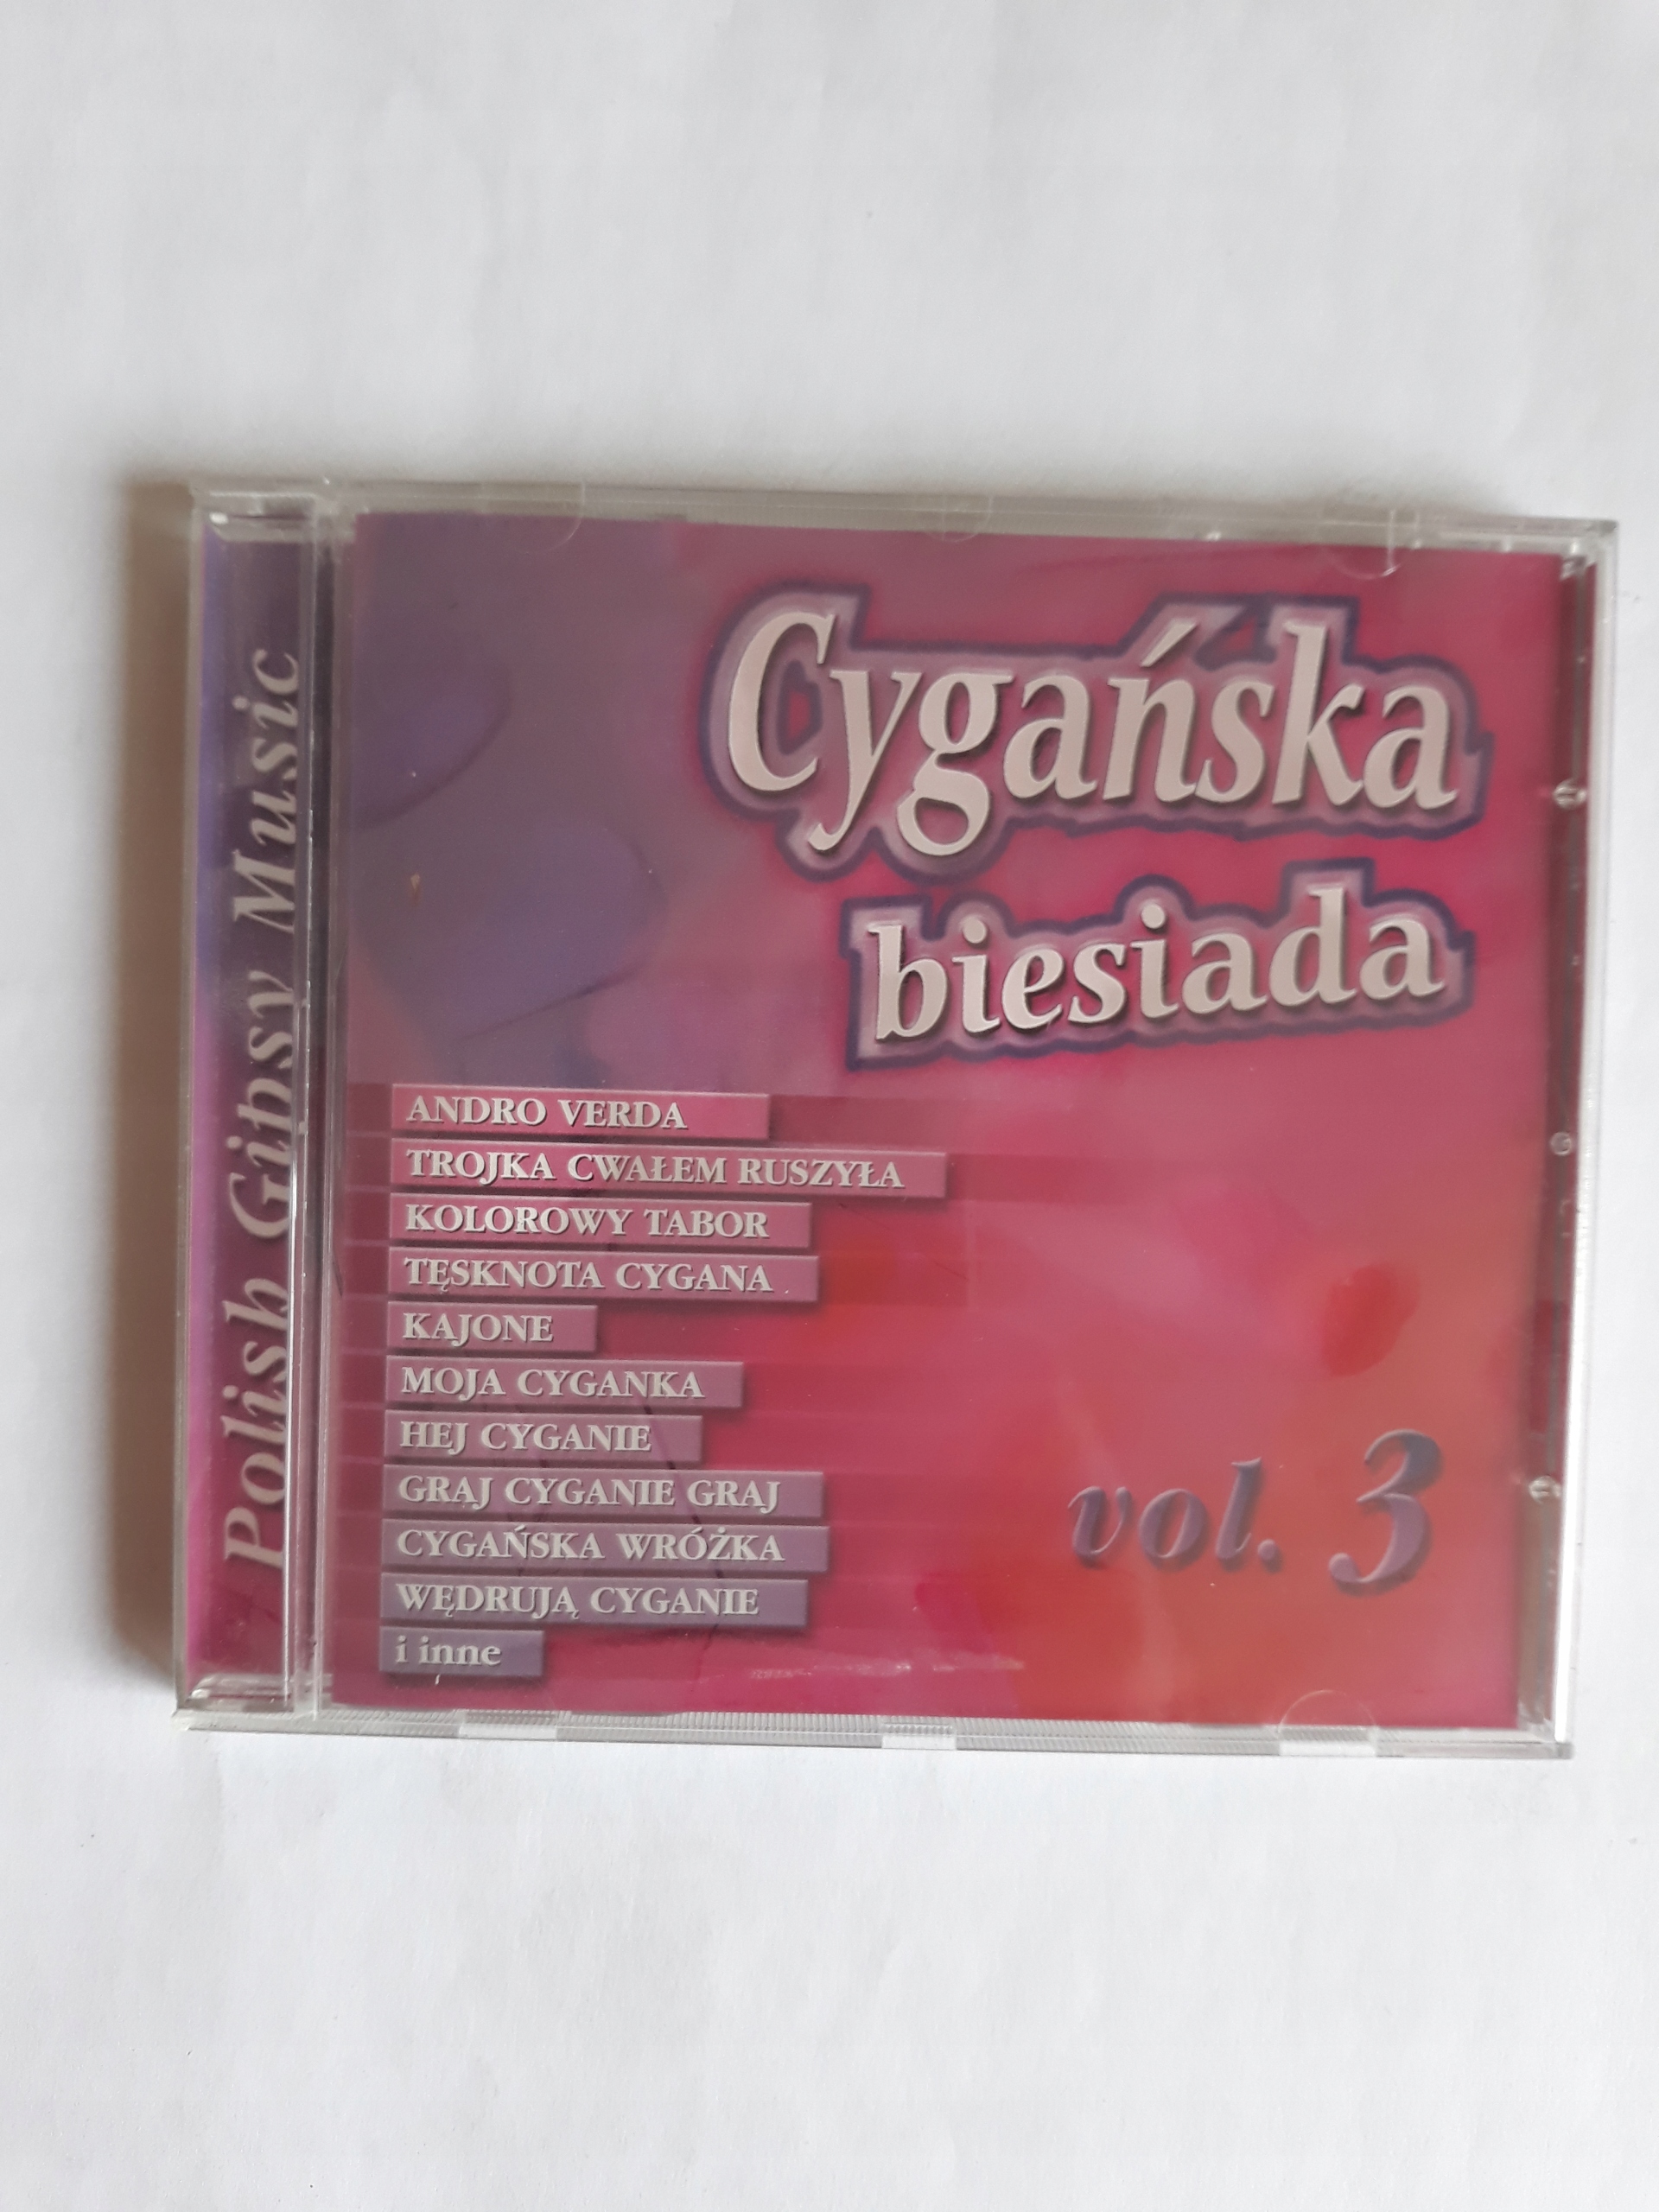 Polish Gipsy Music
Cygańska
biesiada
ANDRO VERDA
TROJKA CWAŁEM RUSZYŁA
KOLOROWY TABOR
TĘSKNOTA CYGANA
KAJONE
MOJA CYGANKA
HEJ CYGANIE
GRAJ CYGANIE GRAJ
CYGAŃSKA WRÓŻKA
WĘDRUJĄ CYGANIE
i inne
vol. 3